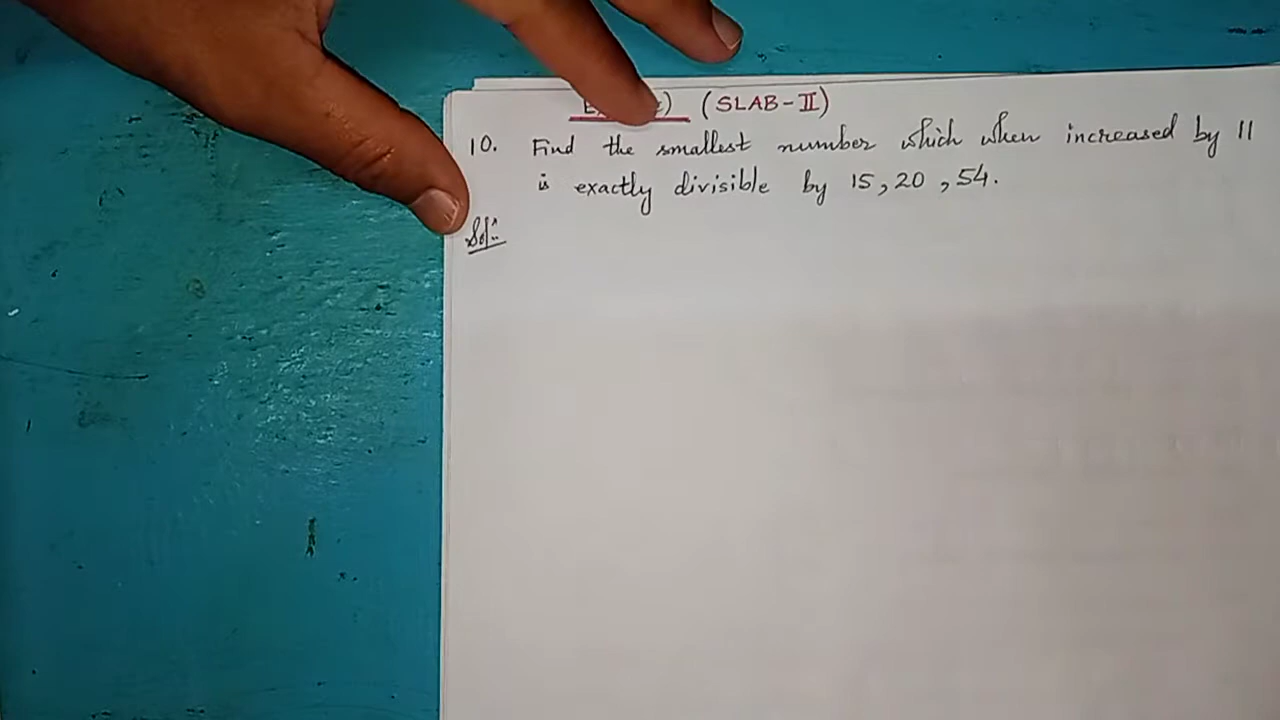 (SLAB-II)
10. Find the smallest number which when increased by 11
is exactly divisible by 15, 20, 54.
Sol: